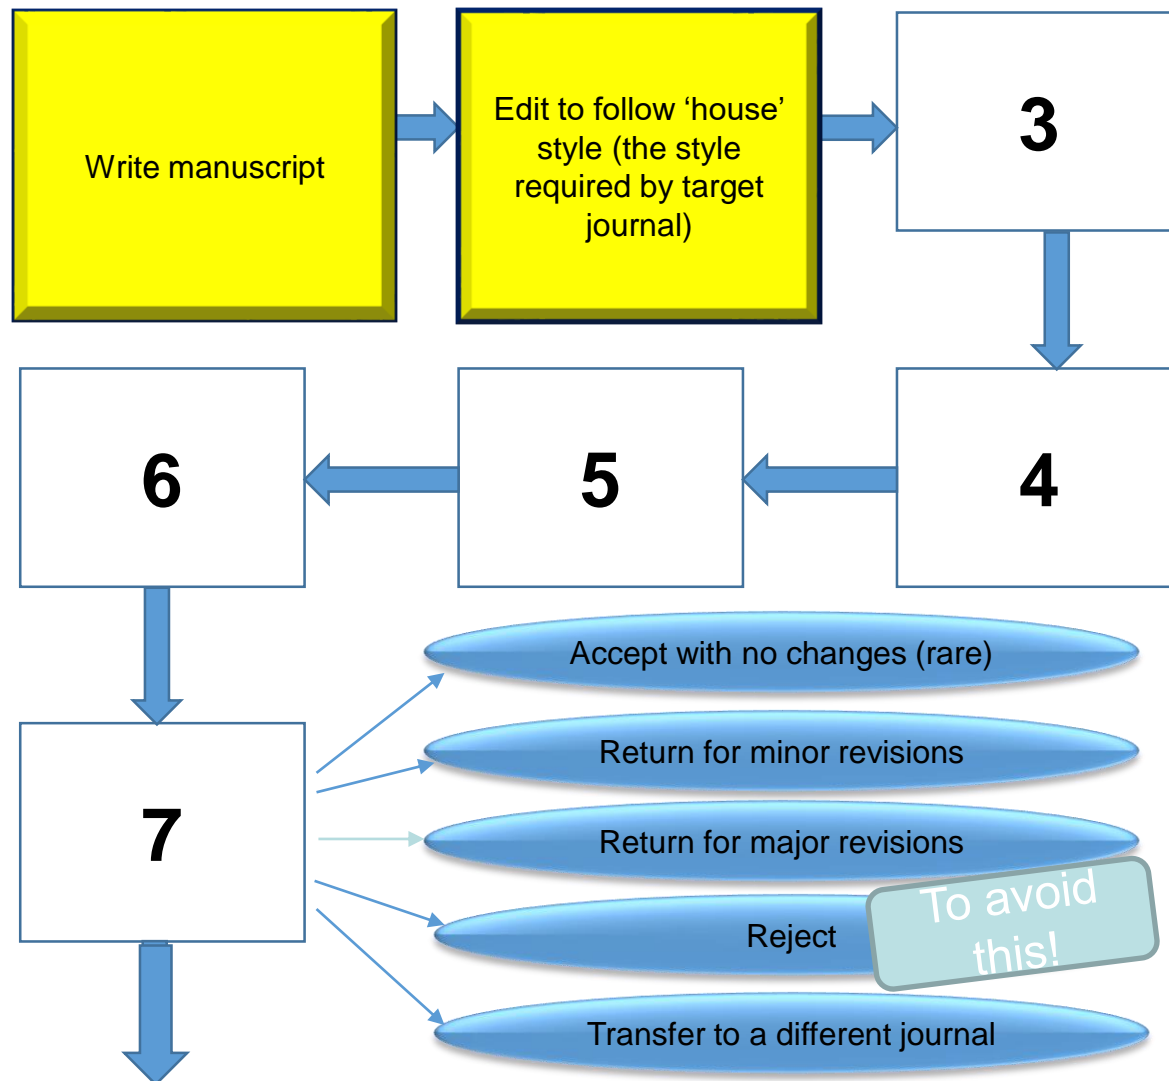 Write manuscript
Edit to follow ‘house’
style (the style
required by target
journal)
3
6
5
4
Accept with no changes (rare)
Return for minor revisions
7
Return for major revisions
Reject
To avoid
this!
Transfer to a different journal